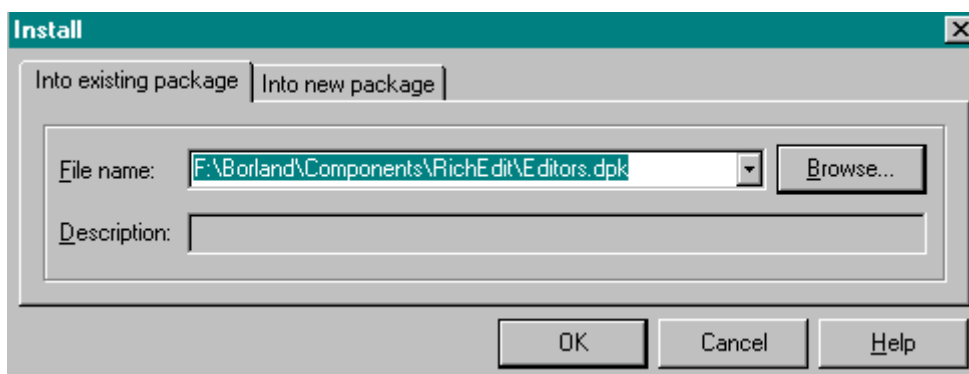 Install
Into existing package
Into new package
File name:
F:\Borland\Components\RichEdit\Editors.dpk
Browse...
Description:
OK
Cancel
Help